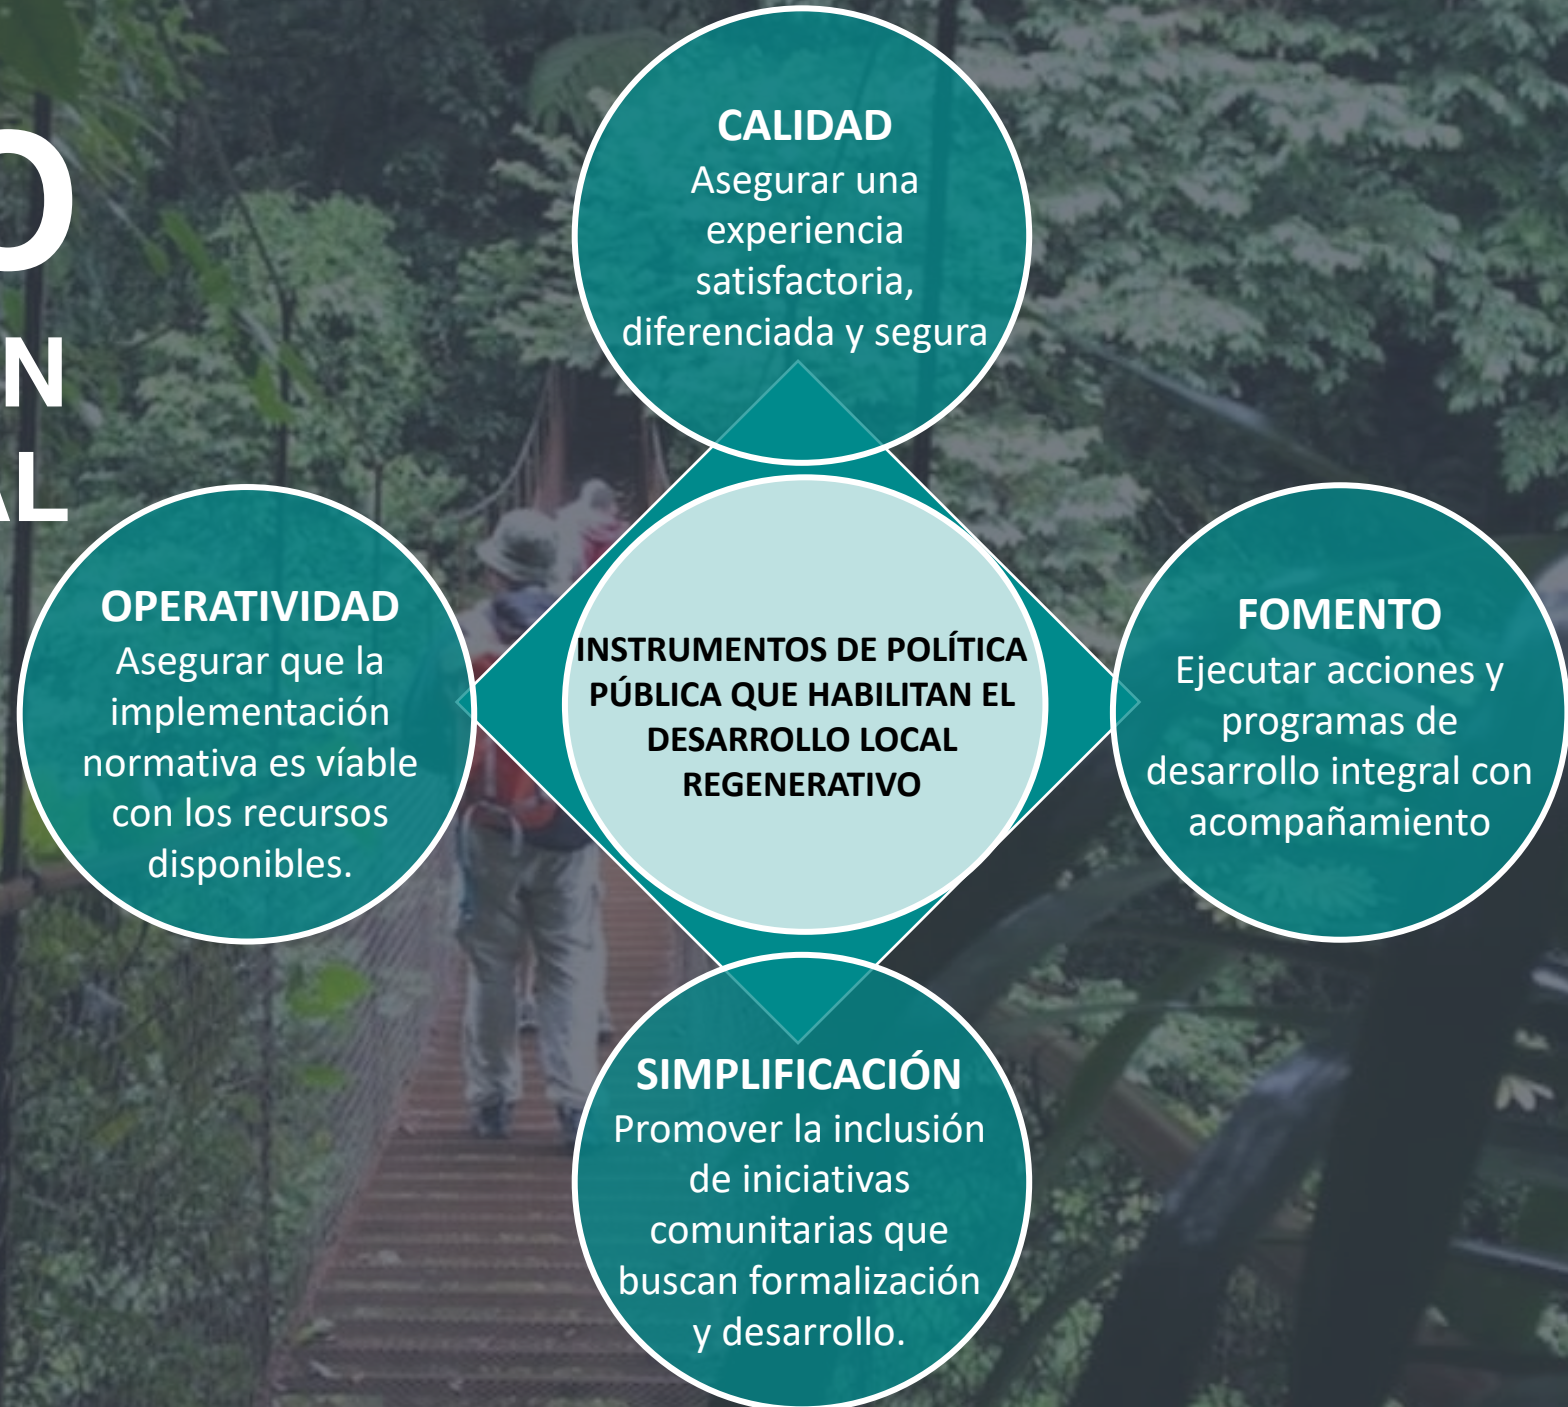 CALIDAD
Asegurar una
experiencia
satisfactoria,
diferenciada y segura
OPERATIVIDAD
Asegurar que la
implementación
normativa es víable
con los recursos
disponibles.
INSTRUMENTOS DE POLÍTICA
PÚBLICA QUE HABILITAN EL
DESARROLLO LOCAL
REGENERATIVO
FOMENTO
Ejecutar acciones y
programas de
desarrollo integral con
acompañamiento
SIMPLIFICACIÓN
Promover la inclusión
de iniciativas
comunitarias que
buscan formalización
y desarrollo.